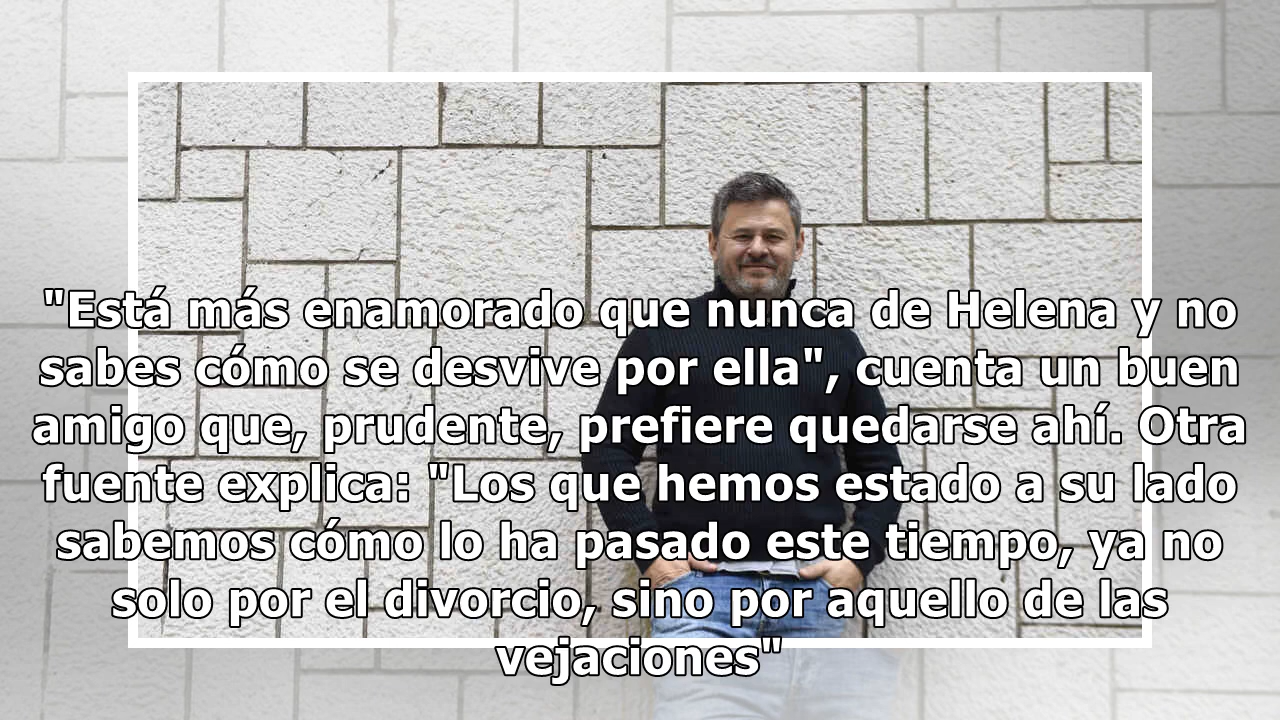 "Está más enamorado que nunca de Helena y no
sabes cómo se desvive por ella", cuenta un buen
amigo que, prudente, prefiere quedarse ahí. Otra
fuente explica: "Los que hemos estado a su lado
sabemos cómo lo ha pasado este tiempo, ya no
solo por el divorcio, sino por aquello de las
vejaciones"